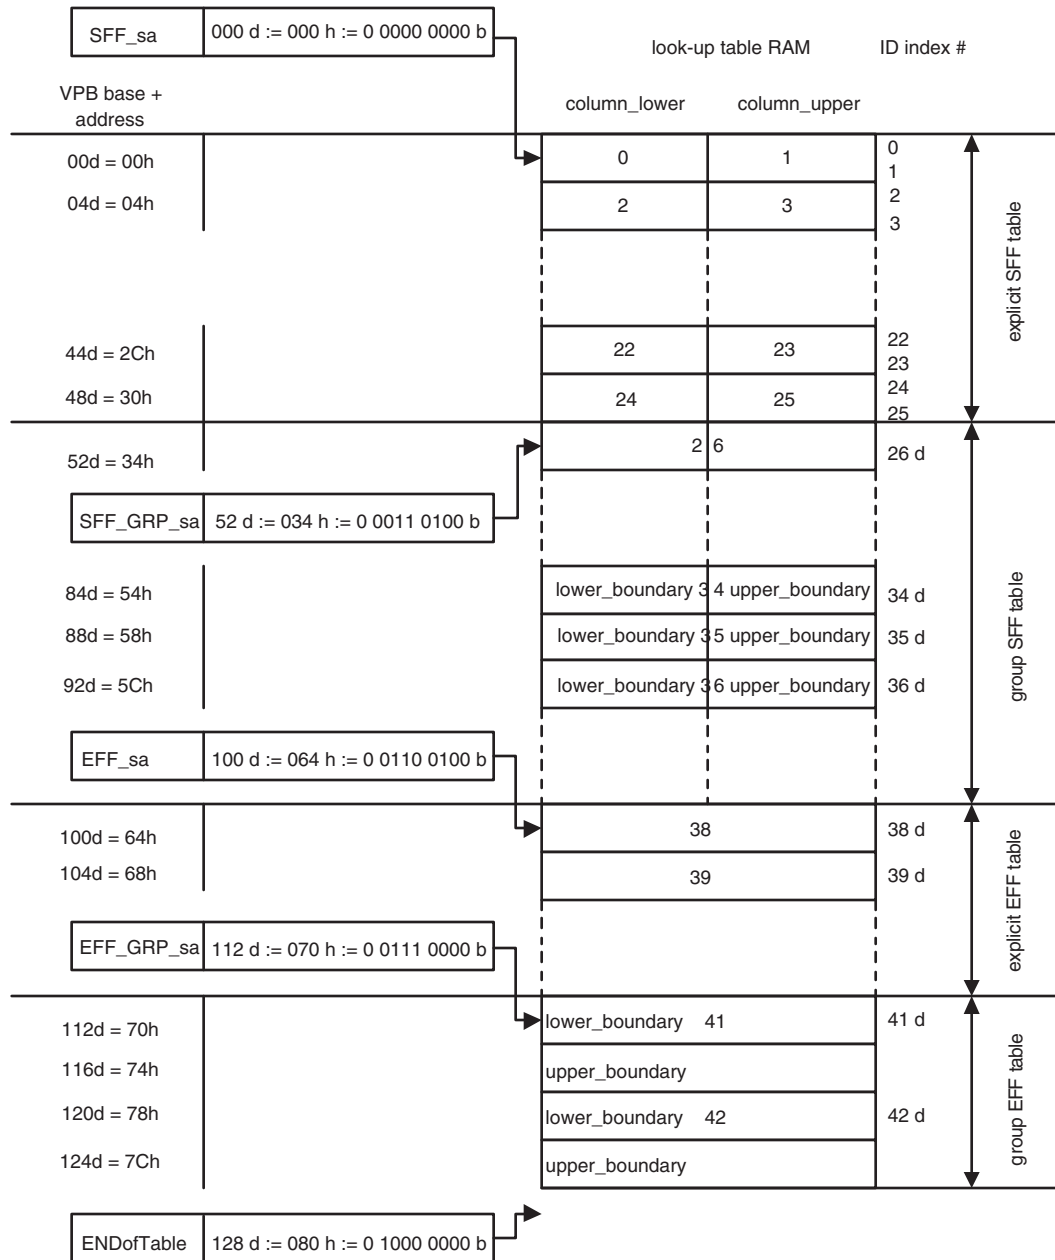 SFF_sa 000 d := 000 h := 0 0000 0000 b
look-up table RAM ID index #
VPB base +
address
column_lower column_upper
00d = 00h 0 1 0
1
04d = 04h 2 3 2
3
explicit SFF table
44d = 2Ch 22 23 22
23
48d = 30h 24 25 24
25
52d = 34h 2 6 26 d
SFF_GRP_sa 52 d := 034 h := 0 0011 0100 b
84d = 54h lower_boundary 3 4 upper_boundary 34 d
88d = 58h lower_boundary 3 5 upper_boundary 35 d
92d = 5Ch lower_boundary 3 6 upper_boundary 36 d
group SFF table
EFF_sa 100 d := 064 h := 0 0110 0100 b
100d = 64h 38 38 d
104d = 68h 39 39 d
explicit EFF table
EFF_GRP_sa 112 d := 070 h := 0 0111 0000 b
112d = 70h lower_boundary 41 41 d
116d = 74h upper_boundary
120d = 78h lower_boundary 42 42 d
124d = 7Ch upper_boundary
group EFF table
ENDofTable 128 d := 080 h := 0 1000 0000 b